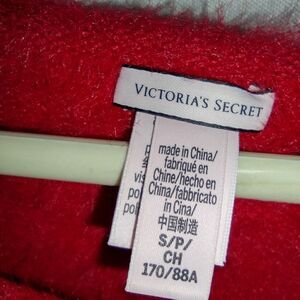 VICTORIA'S SECRET
made in China/
fabriqué en
Chine/hecho en
China/fabbricato
in Cina/
中国制造
S/P/
CH
170/88A